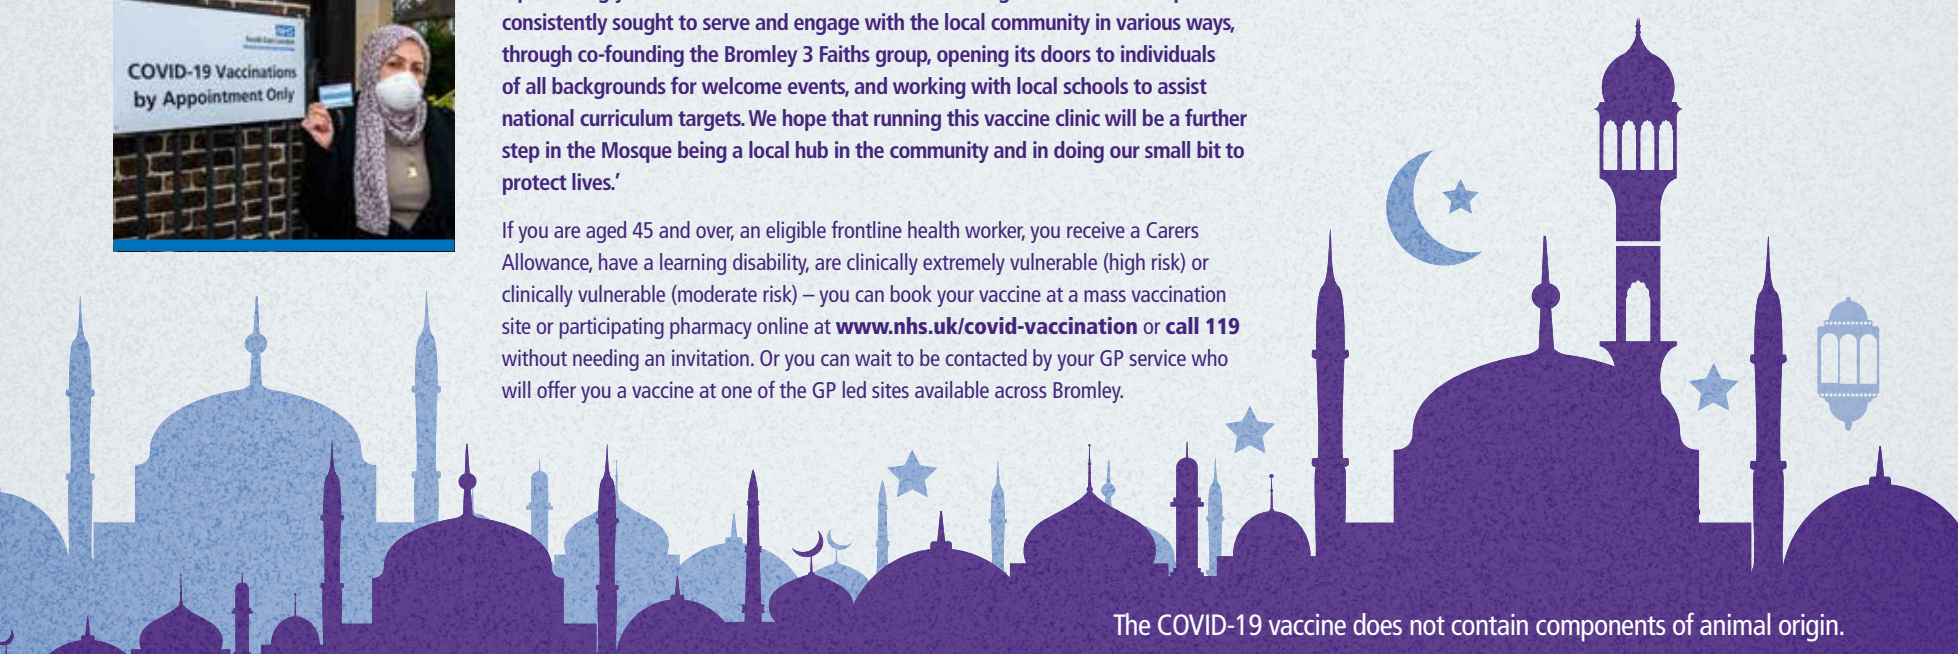 NHS
South East London
COVID-19 Vaccinations
by Appointment Only
consistently sought to serve and engage with the local community in various ways,
through co-founding the Bromley 3 Faiths group, opening its doors to individuals
of all backgrounds for welcome events, and working with local schools to assist
national curriculum targets. We hope that running this vaccine clinic will be a further
step in the Mosque being a local hub in the community and in doing our small bit to
protect lives.’
If you are aged 45 and over, an eligible frontline health worker, you receive a Carers
Allowance, have a learning disability, are clinically extremely vulnerable (high risk) or
clinically vulnerable (moderate risk) – you can book your vaccine at a mass vaccination
site or participating pharmacy online at www.nhs.uk/covid-vaccination or call 119
without needing an invitation. Or you can wait to be contacted by your GP service who
will offer you a vaccine at one of the GP led sites available across Bromley.
The COVID-19 vaccine does not contain components of animal origin.